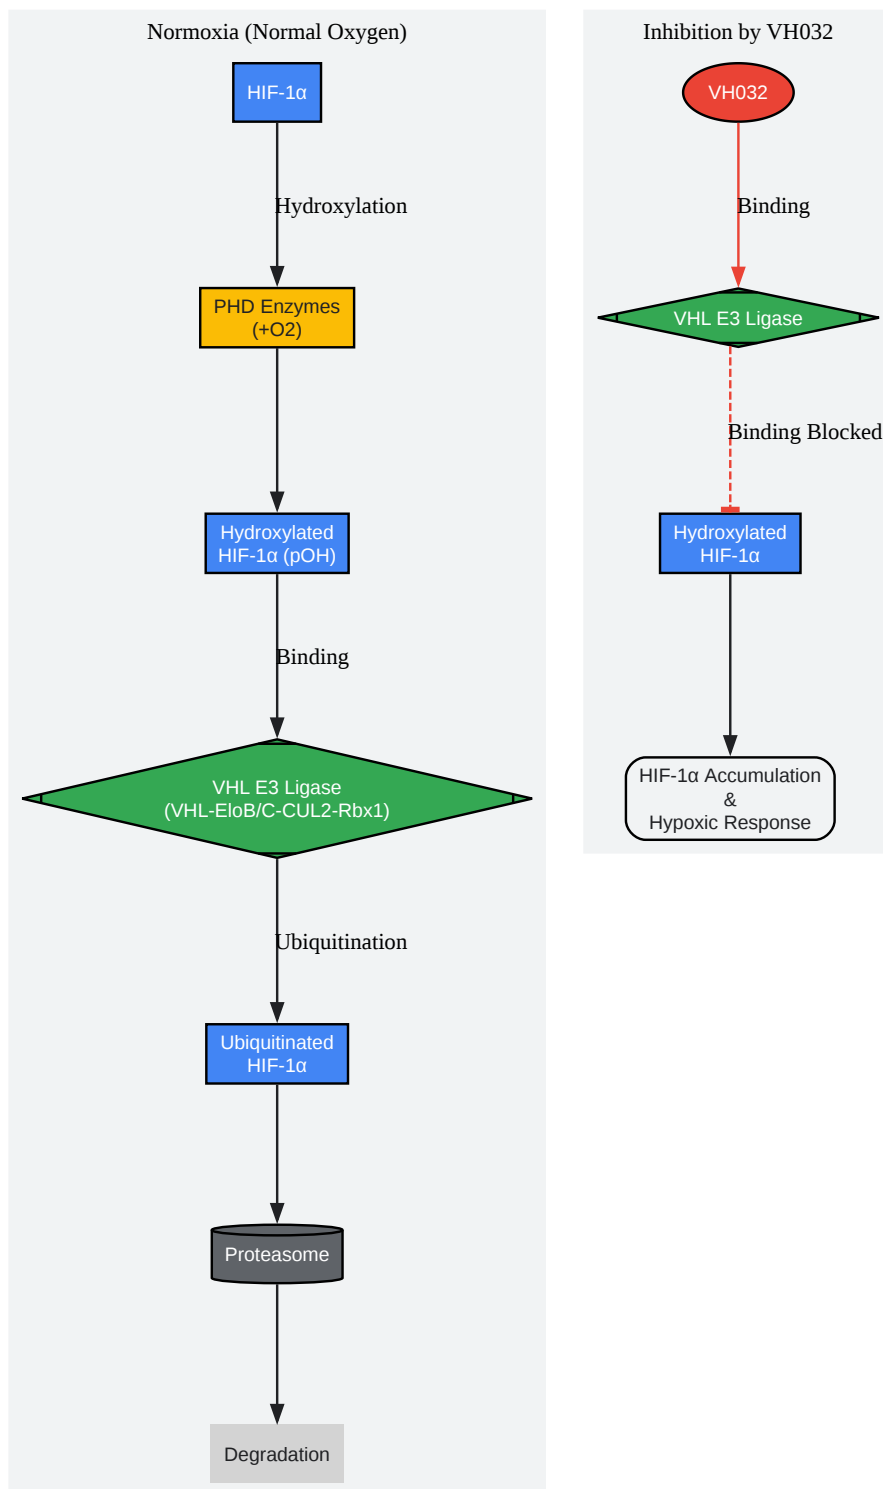 Normoxia (Normal Oxygen)
HIF-1α
Hydroxylation
PHD Enzymes
(+O2)
Hydroxylated
HIF-1α (pOH)
Binding
VHL E3 Ligase
(VHL-EloB/C-CUL2-Rbx1)
Ubiquitination
Ubiquitinated
HIF-1α
Proteasome
Degradation
Inhibition by VH032
VH032
Binding
VHL E3 Ligase
Binding Blocked
Hydroxylated
HIF-1α
HIF-1α Accumulation
&
Hypoxic Response